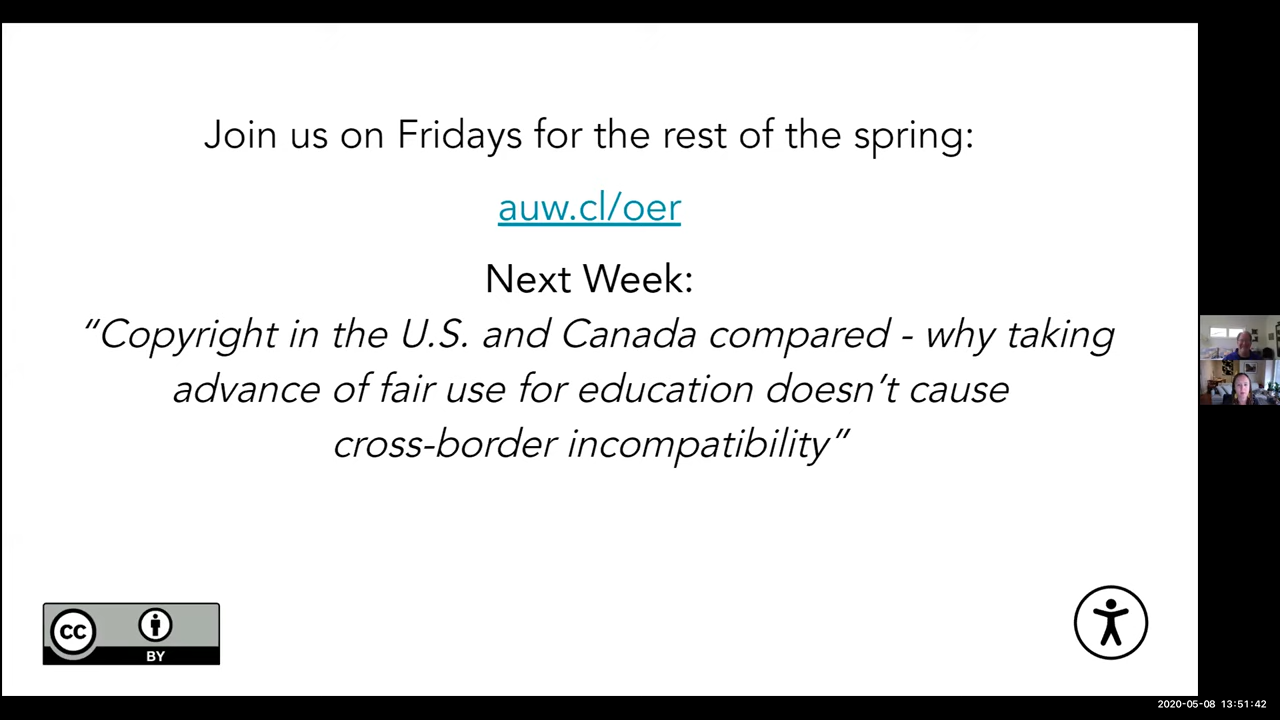 Join us on Fridays for the rest of the spring:
auw.cl/oer
Next Week:
“Copyright in the U.S. and Canada compared - why taking
advance of fair use for education doesn’t cause
cross-border incompatibility”
CC
BY
2020-05-08 13:51:42